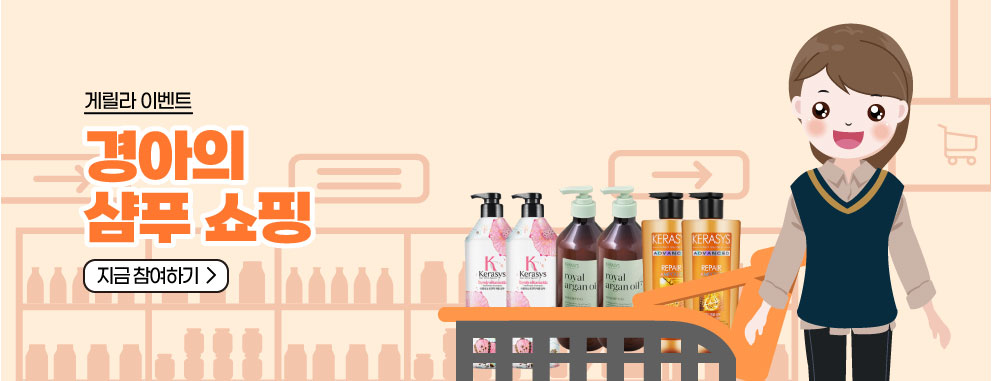 게릴라 이벤트
경아의
샴푸 쇼핑
지금 참여하기 >
K
Kerasys
K
Kerasys
royal
argan oil
royal
argan oil
KERASYS
ADVANCED
REPAIR
KERASYS
ADVANCED
REPAIR